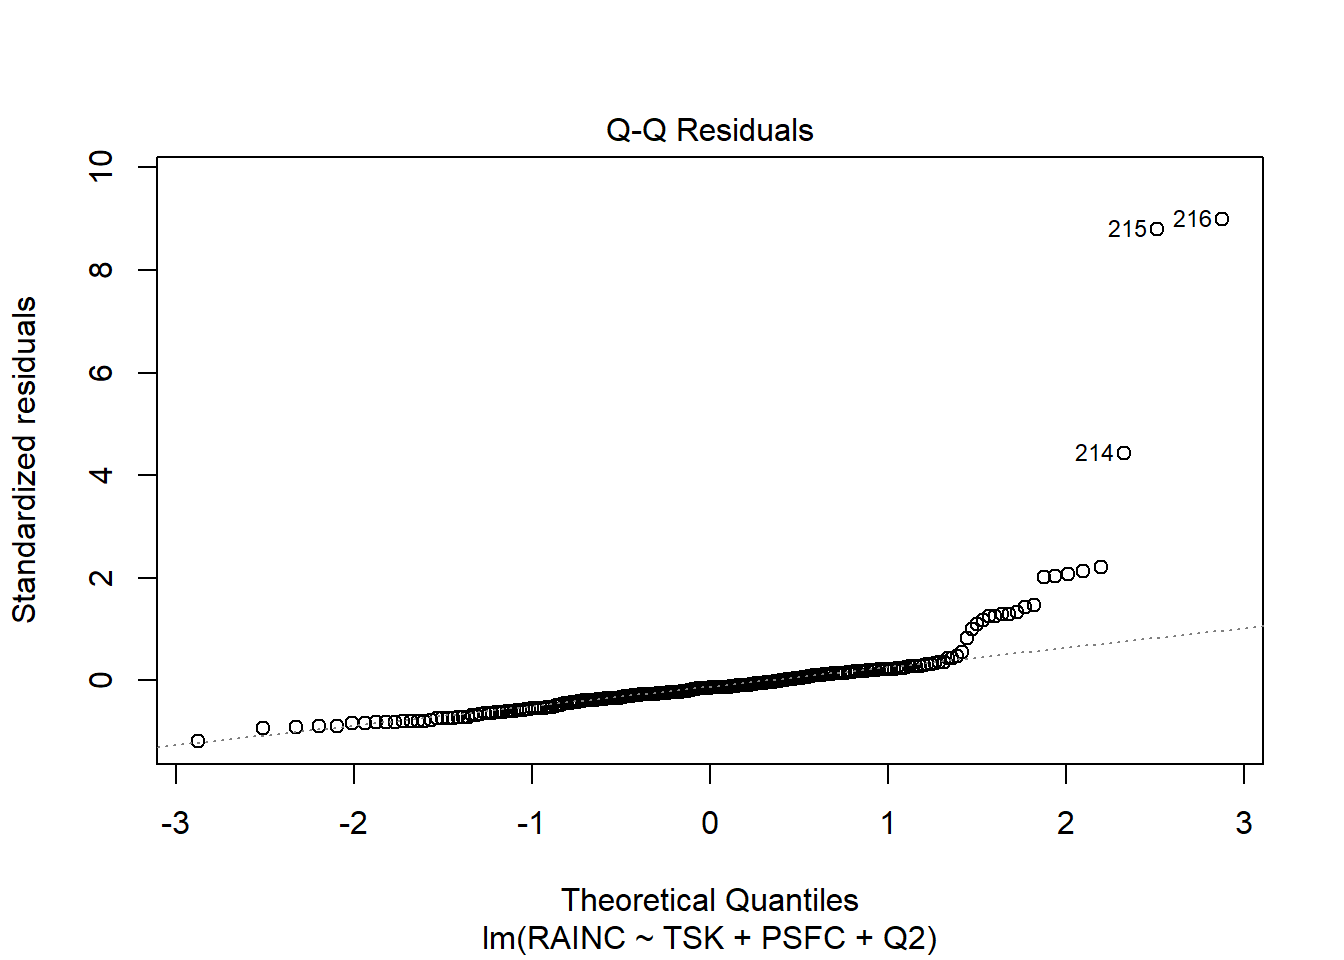 Q-Q Residuals
Standardized residuals
10
8
6
4
2
0
215
216
214
-3 -2 -1 0 1 2 3
Theoretical Quantiles
lm(RAINC ~ TSK + PSFC + Q2)